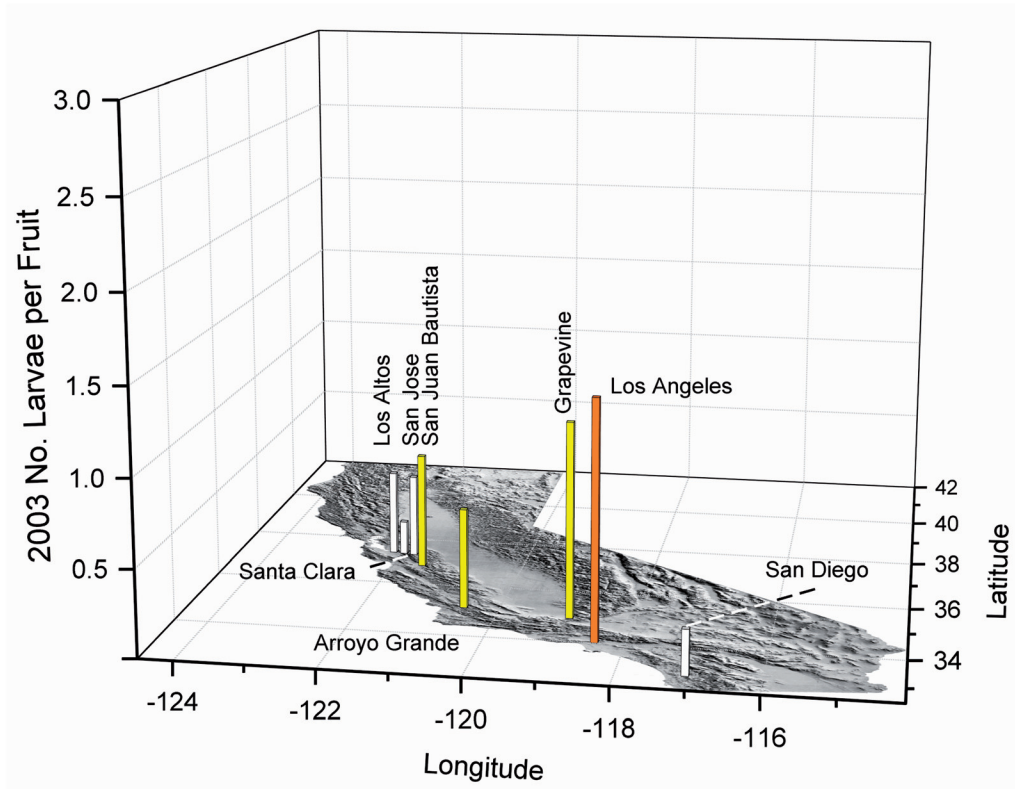 2003 No. Larvae per Fruit
3.0
2.5
2.0
1.5
1.0
0.5
Los Altos
San Jose
San Juan Bautista
Grapevine
Los Angeles
Santa Clara
Arroyo Grande
San Diego
42
40
38
36
34
Latitude
-124
-122
-120
-118
-116
Longitude